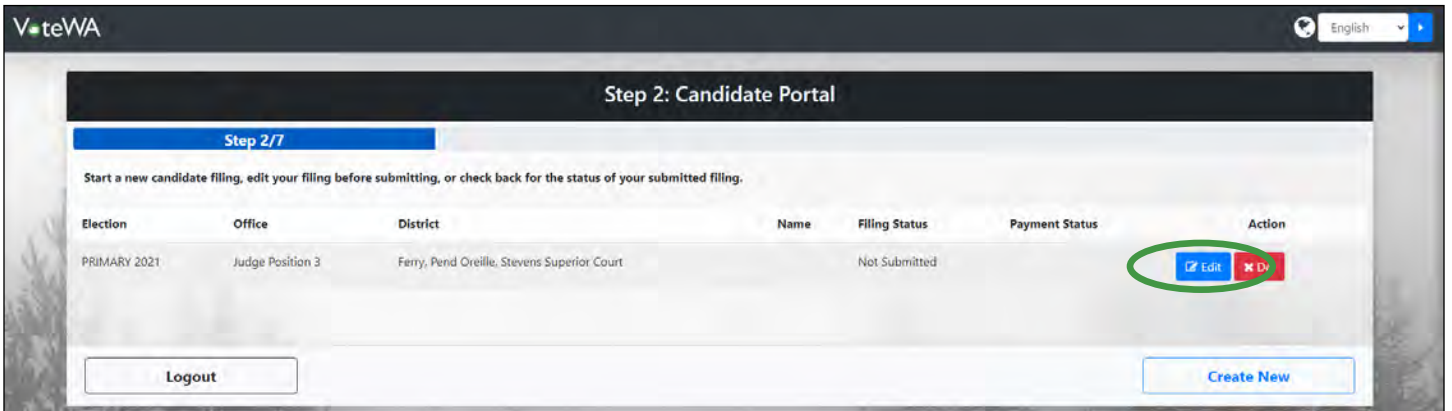 VoteWA
English
Step 2: Candidate Portal
Step 2/7
Start a new candidate filing, edit your filing before submitting, or check back for the status of your submitted filing.
Election Office District Name Filing Status Payment Status Action
PRIMARY 2021 Judge Position 3 Ferry, Pend Oreille, Stevens Superior Court Not Submitted Edit
Logout Create New